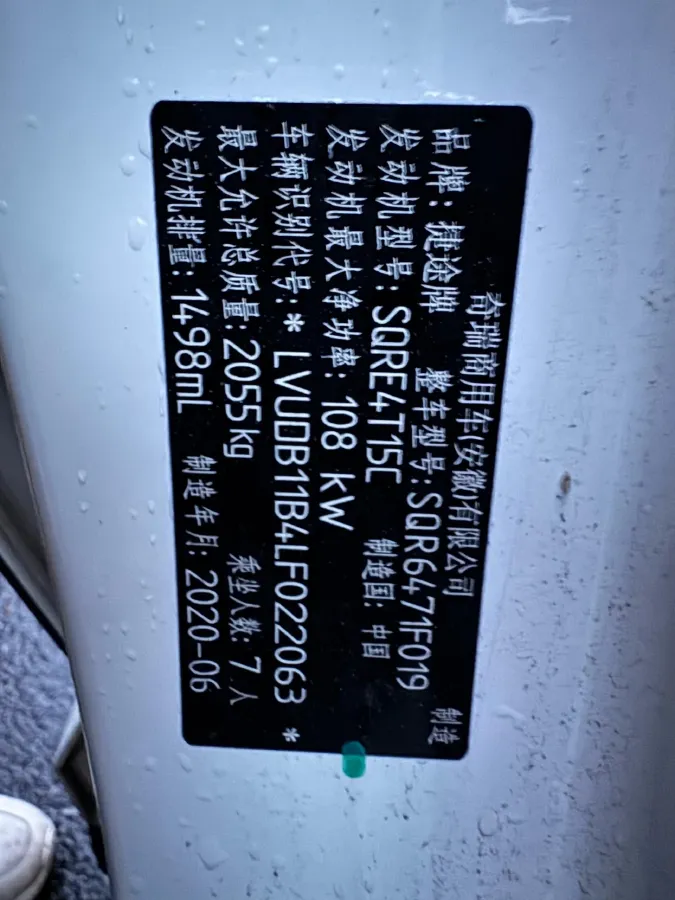 奇瑞商用车(安徽)有限公司 制造
品牌:捷途牌 整车型号:SQR6471F019
发动机型号:SQRE4T15C 制造国:中国
发动机最大净功率:108 kW
车辆识别代号:* LVUDB11B4LF022063 *
最大允许总质量:2055kg 乘坐人数:7人
发动机排量:1498mL 制造年月:2020-06